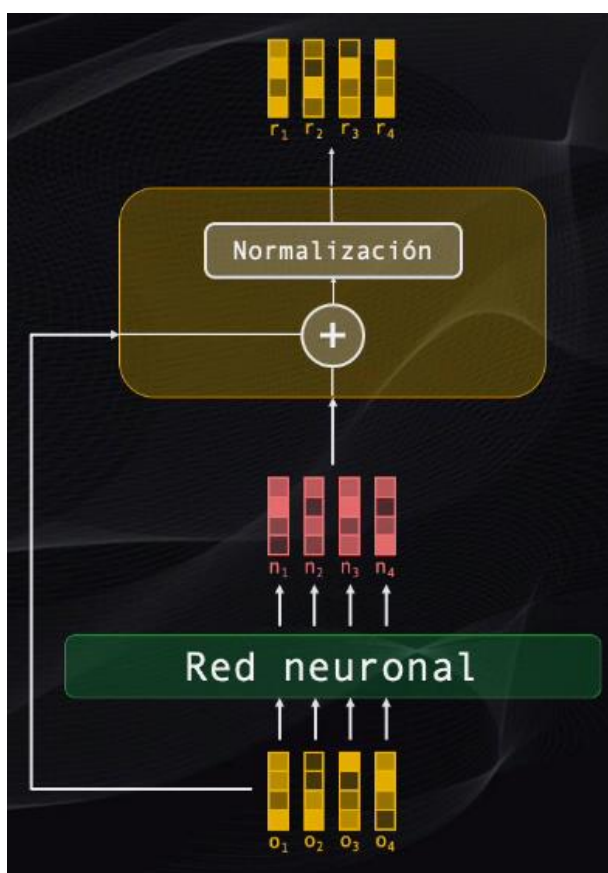 r₁ r₂ r₃ r₄
Normalización
+
n₁ n₂ n₃ n₄
Red neuronal
o₁ o₂ o₃ o₄